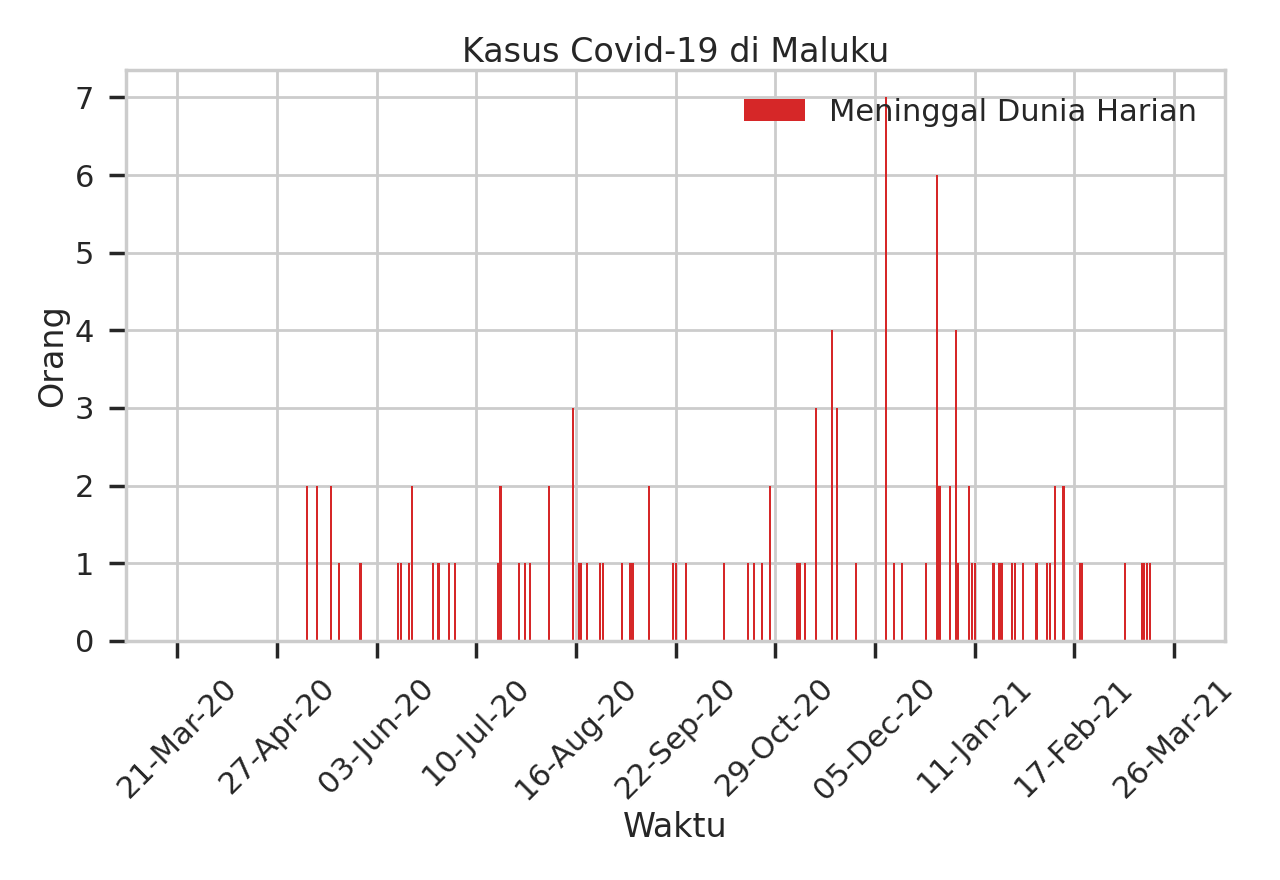 Kasus Covid-19 di Maluku
Meninggal Dunia Harian
Orang
7
6
5
4
3
2
1
0
21-Mar-20
27-Apr-20
03-Jun-20
10-Jul-20
16-Aug-20
22-Sep-20
29-Oct-20
05-Dec-20
11-Jan-21
17-Feb-21
26-Mar-21
Waktu